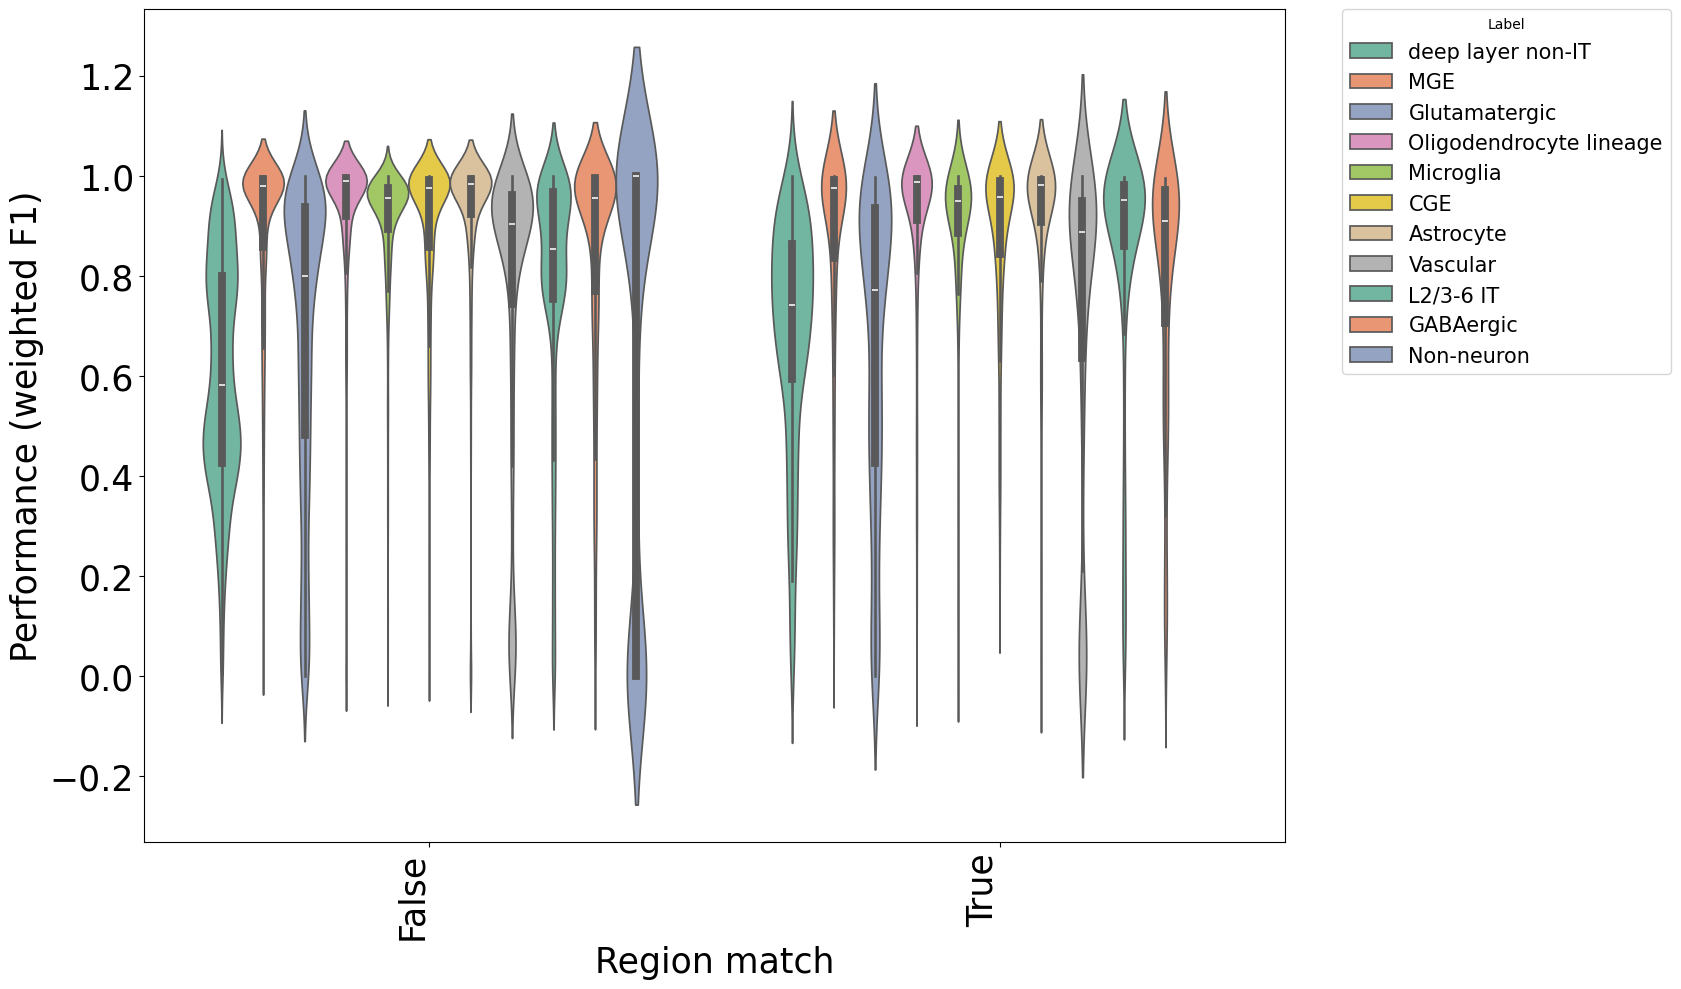 Performance (weighted F1)
1.2
1.0
0.8
0.6
0.4
0.2
0.0
−0.2
False
True
Region match
Label
deep layer non-IT
MGE
Glutamatergic
Oligodendrocyte lineage
Microglia
CGE
Astrocyte
Vascular
L2/3-6 IT
GABAergic
Non-neuron